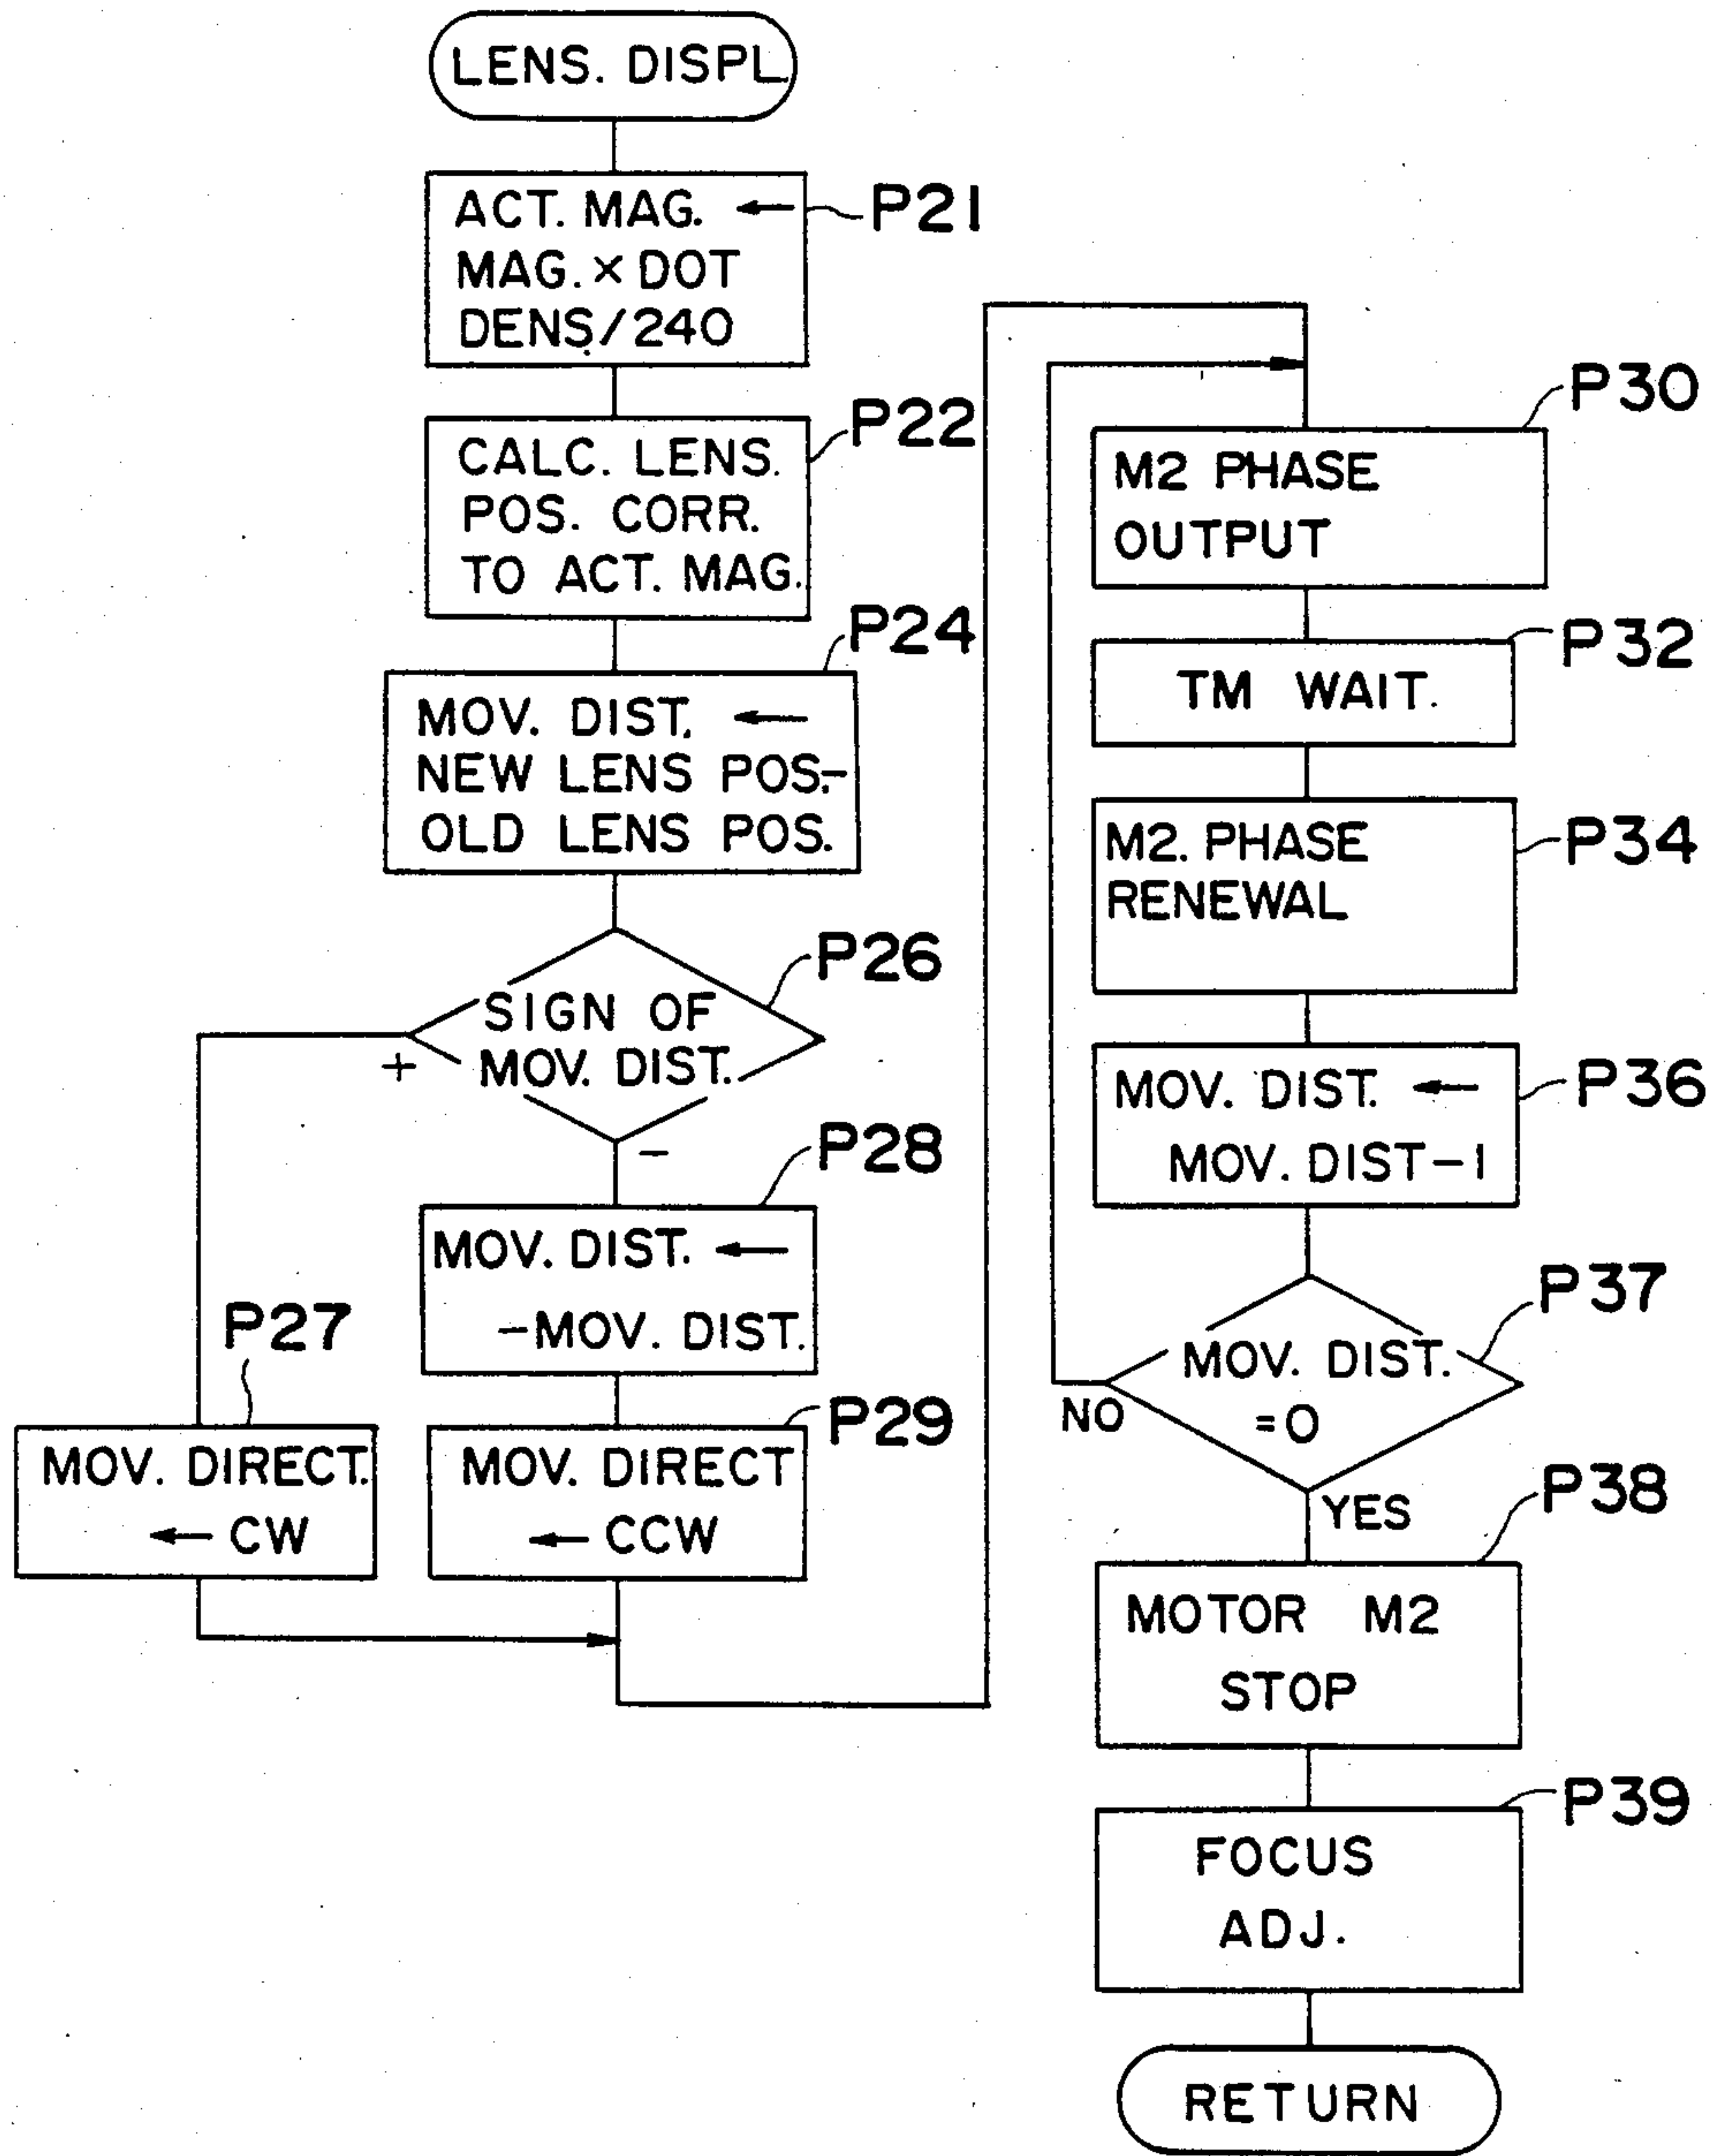 LENS. DISPL
ACT. MAG. ←
MAG. × DOT
DENS/240
P21
CALC. LENS.
POS. CORR.
TO ACT. MAG.
P22
MOV. DIST. ←
NEW LENS POS.-
OLD LENS POS.
P24
SIGN OF
MOV. DIST.
P26
+
-
MOV. DIST. ←
-MOV. DIST.
P28
P27
MOV. DIRECT.
← CW
P29
MOV. DIRECT
← CCW
P30
M2 PHASE
OUTPUT
P32
TM WAIT.
P34
M2. PHASE
RENEWAL
P36
MOV. DIST. ←
MOV. DIST-1
P37
MOV. DIST.
=0
NO
YES
P38
MOTOR M2
STOP
P39
FOCUS
ADJ.
RETURN